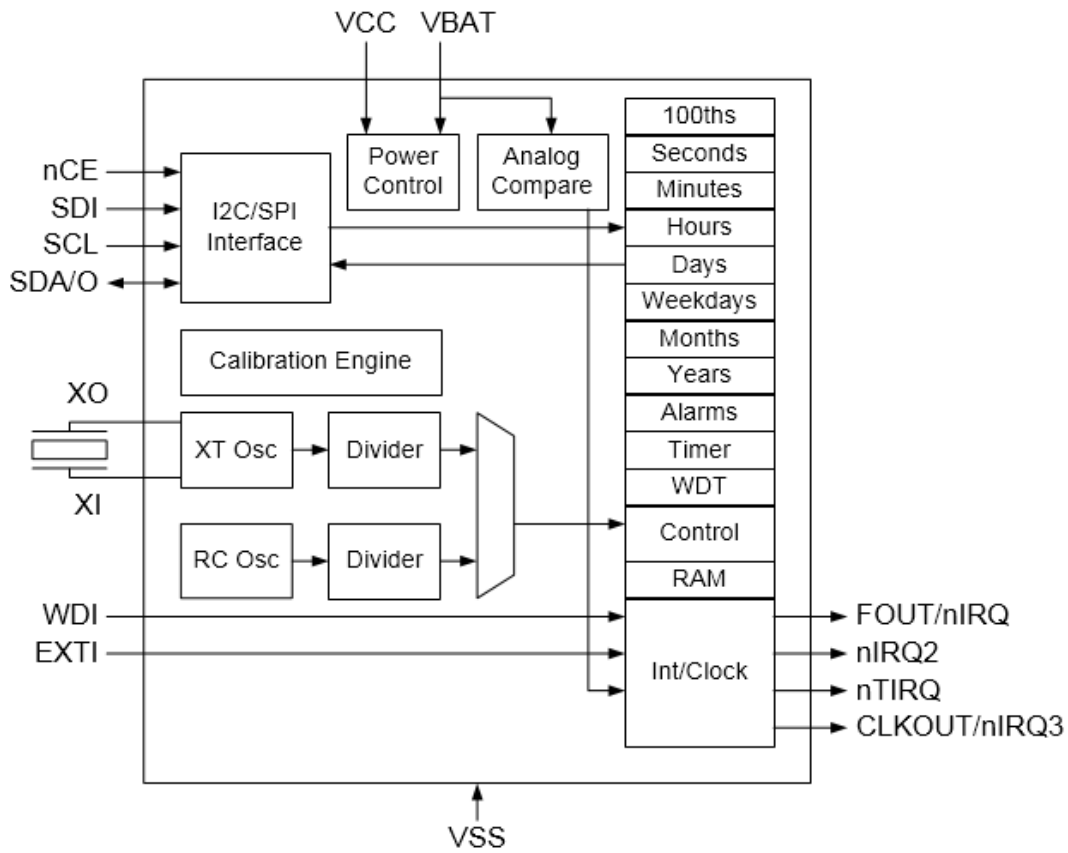 VCC VBAT
100ths
Power
Control
Analog
Compare
Seconds
Minutes
nCE
SDI
SCL
SDA/O
I2C/SPI
Interface
Hours
Days
Weekdays
Months
Years
Calibration Engine
XO
XI
XT Osc
Divider
Alarms
Timer
WDT
RC Osc
Divider
Control
RAM
WDI
EXTI
Int/Clock
FOUT/nIRQ
nIRQ2
nTIRQ
CLKOUT/nIRQ3
VSS